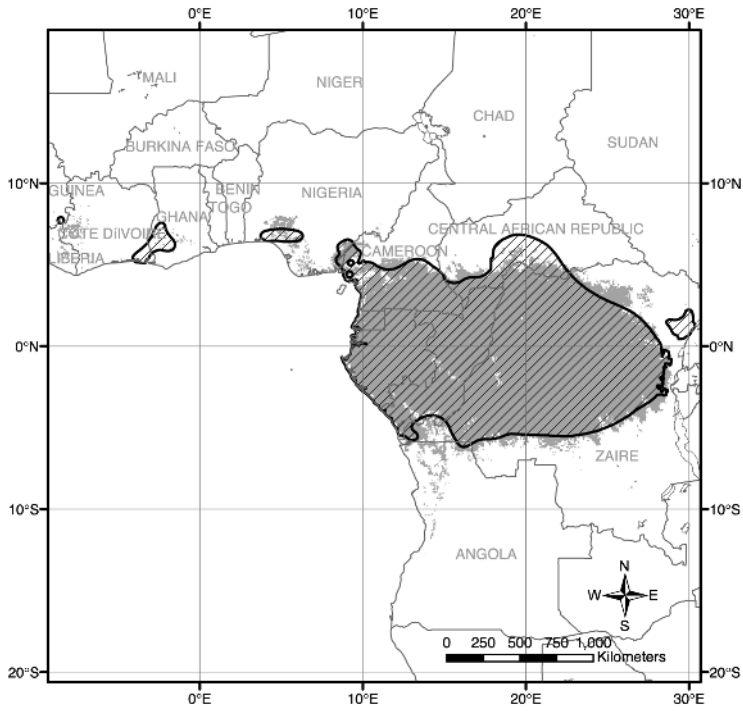 0°E 10°E 20°E 30°E
MALI
NIGER
CHAD
SUDAN
BURKINA FASO
10°N 10°N
GUINEA
BENIN
NIGERIA
TOGO
GHANA
COTE DiIVOIRE
CENTRAL AFRICAN REPUBLIC
CAMEROON
LIBERIA
0°N 0°N
ZAIRE
10°S 10°S
ANGOLA
N
W E
S
0 250 500 750 1,000
Kilometers
20°S 20°S
0°E 10°E 20°E 30°E